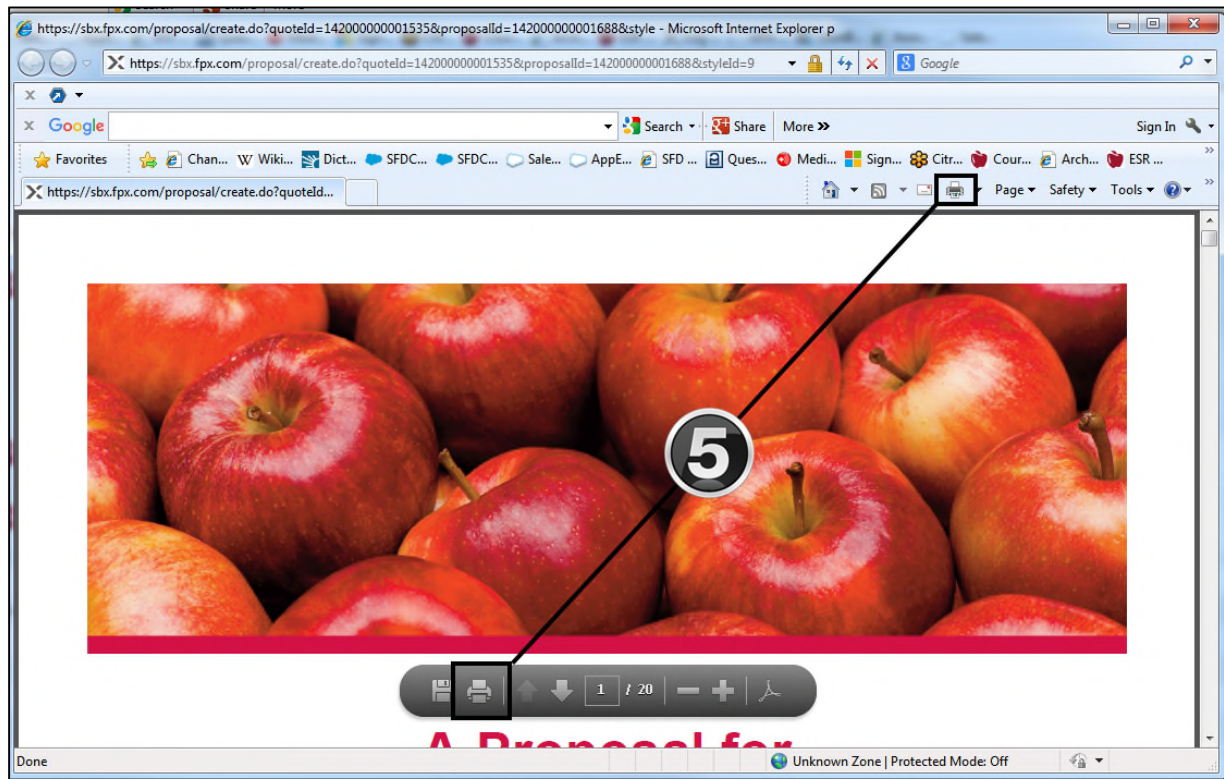 https://sbx.fpx.com/proposal/create.do?quoteId=142000000001535&proposalId=142000000001688&style - Microsoft Internet Explorer p
https://sbx.fpx.com/proposal/create.do?quoteId=142000000001535&proposalId=142000000001688&styleId=9 Google
x
x Google Search Share More >> Sign In
Favorites Chan... Wiki... Dict... SFDC... SFDC... Sale... AppE... SFD ... Ques... Medi... Sign... Citr... Cour... Arch... ESR ... >>
https://sbx.fpx.com/proposal/create.do?quoteId... Page Safety Tools >>
5
1 / 20
A Proposal for
Done Unknown Zone | Protected Mode: Off